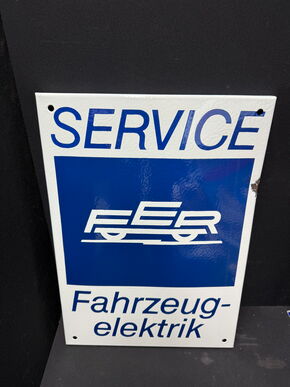 SERVICE
FER
Fahrzeug-
elektrik